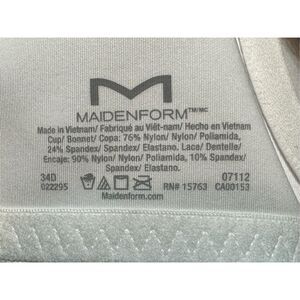 MAIDENFORM™/MC
Made in Vietnam/ Fabriqué au Viêt-nam/ Hecho en Vietnam
Cup/ Bonnet/ Copa: 76% Nylon/ Nylon/ Poliamida,
24% Spandex/ Spandex/ Elastano. Lace/ Dentelle/
Encaje: 90% Nylon/ Nylon/ Poliamida, 10% Spandex/
Spandex/ Elastano.
34D 07112
022295 RN# 15763 CA00153
Maidenform.com